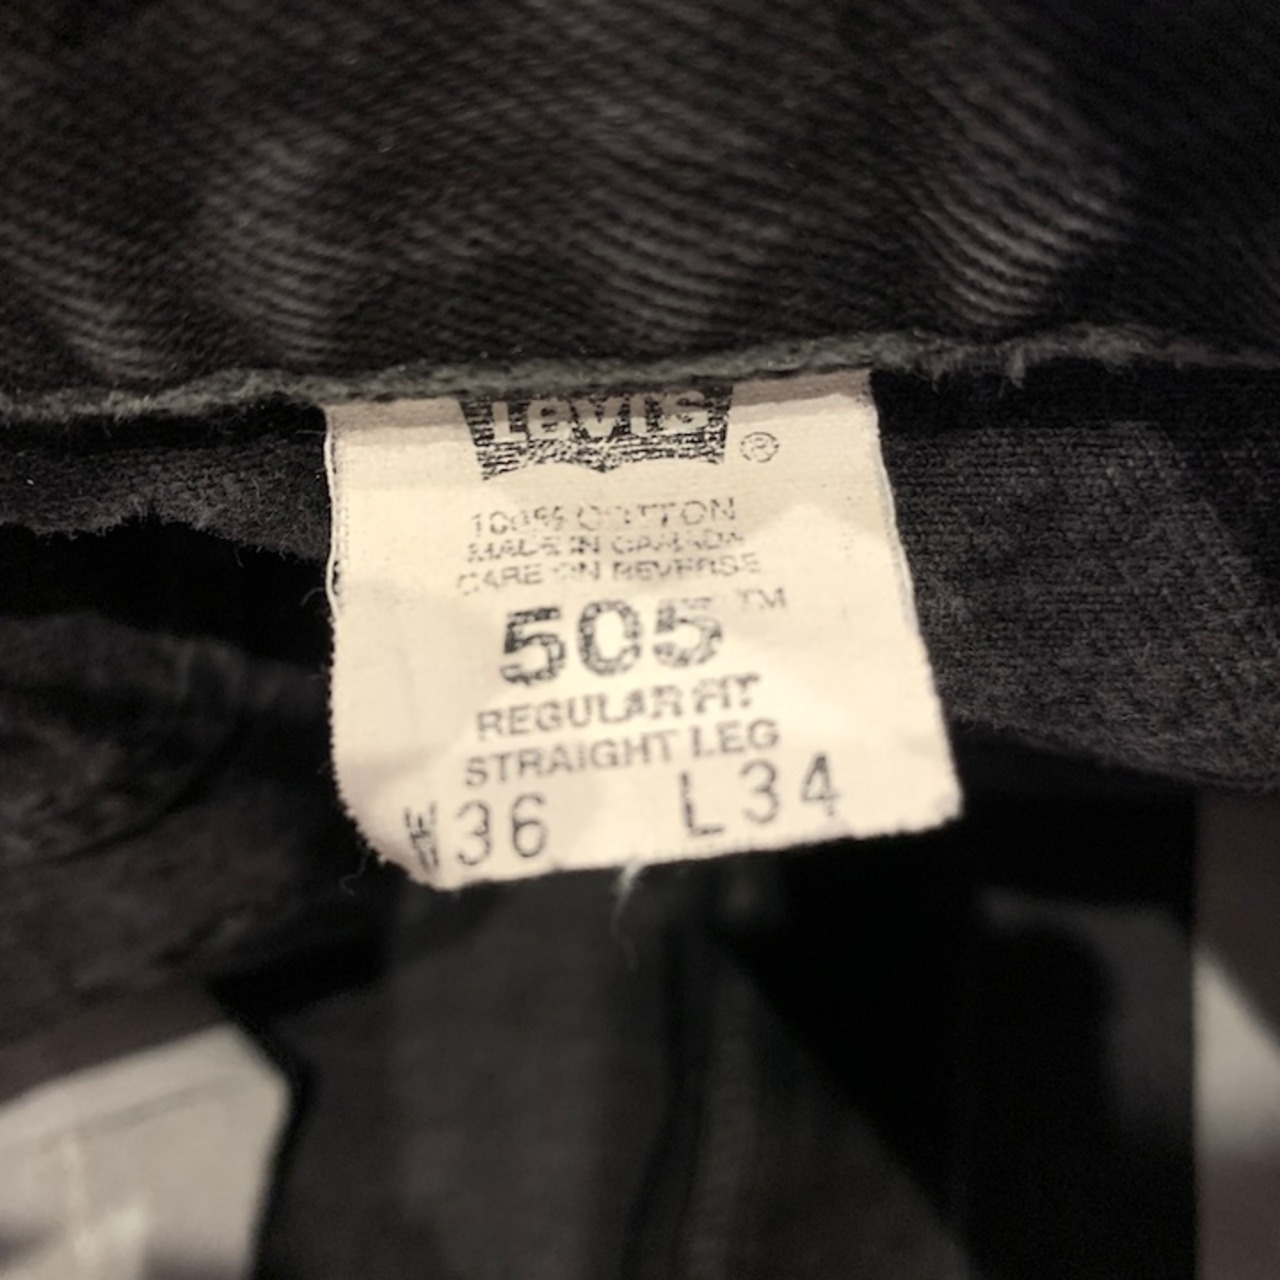 Levi's ®
100% COTTON
MADE IN CANADA
CARE ON REVERSE
505™
REGULAR FIT
STRAIGHT LEG
W36 L34